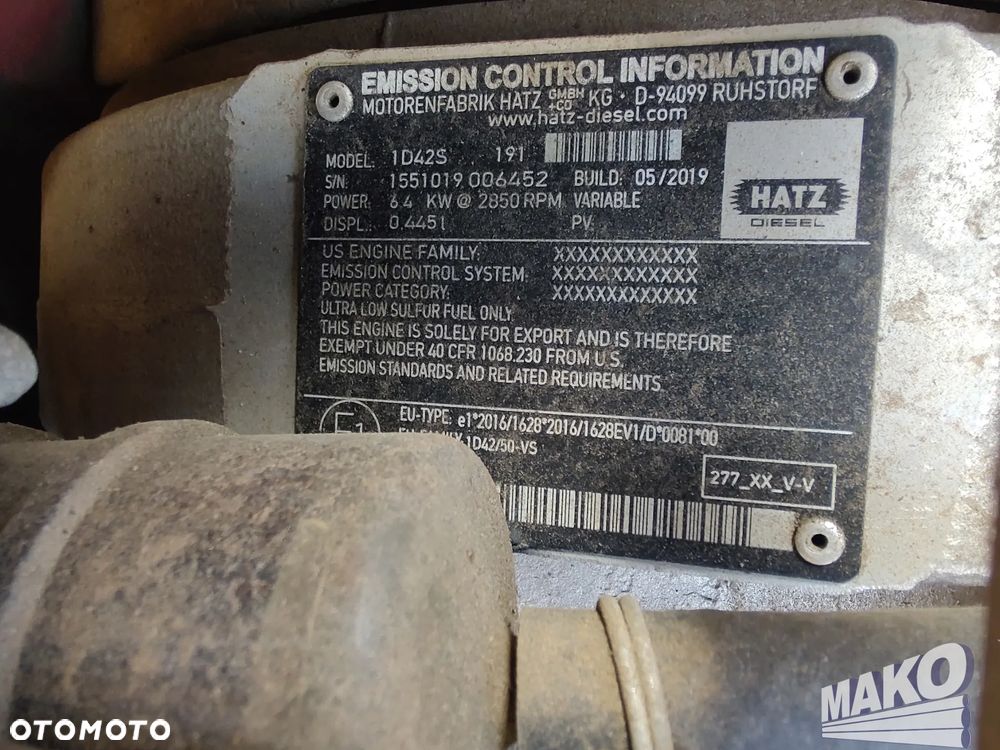 EMISSION CONTROL INFORMATION
MOTORENFABRIK HATZ GMBH +CO KG · D-94099 RUHSTORF
www.hatz-diesel.com
MODEL: 1D42S 191
S/N: 1551019 006452 BUILD: 05/2019
POWER: 6.4 KW @ 2850 RPM VARIABLE
DISPL.: 0.445 l PV
HATZ
DIESEL
US ENGINE FAMILY: XXXXXXXXXXXX
EMISSION CONTROL SYSTEM: XXXXXXXXXXXX
POWER CATEGORY: XXXXXXXXXXXX
ULTRA LOW SULFUR FUEL ONLY
THIS ENGINE IS SOLELY FOR EXPORT AND IS THEREFORE
EXEMPT UNDER 40 CFR 1068.230 FROM U.S.
EMISSION STANDARDS AND RELATED REQUIREMENTS.
E1
EU-TYPE: e1*2016/1628*2016/1628EV1/D*0081*00
1D42/50-VS
277_XX_V-V
MAKO
OTOMOTO